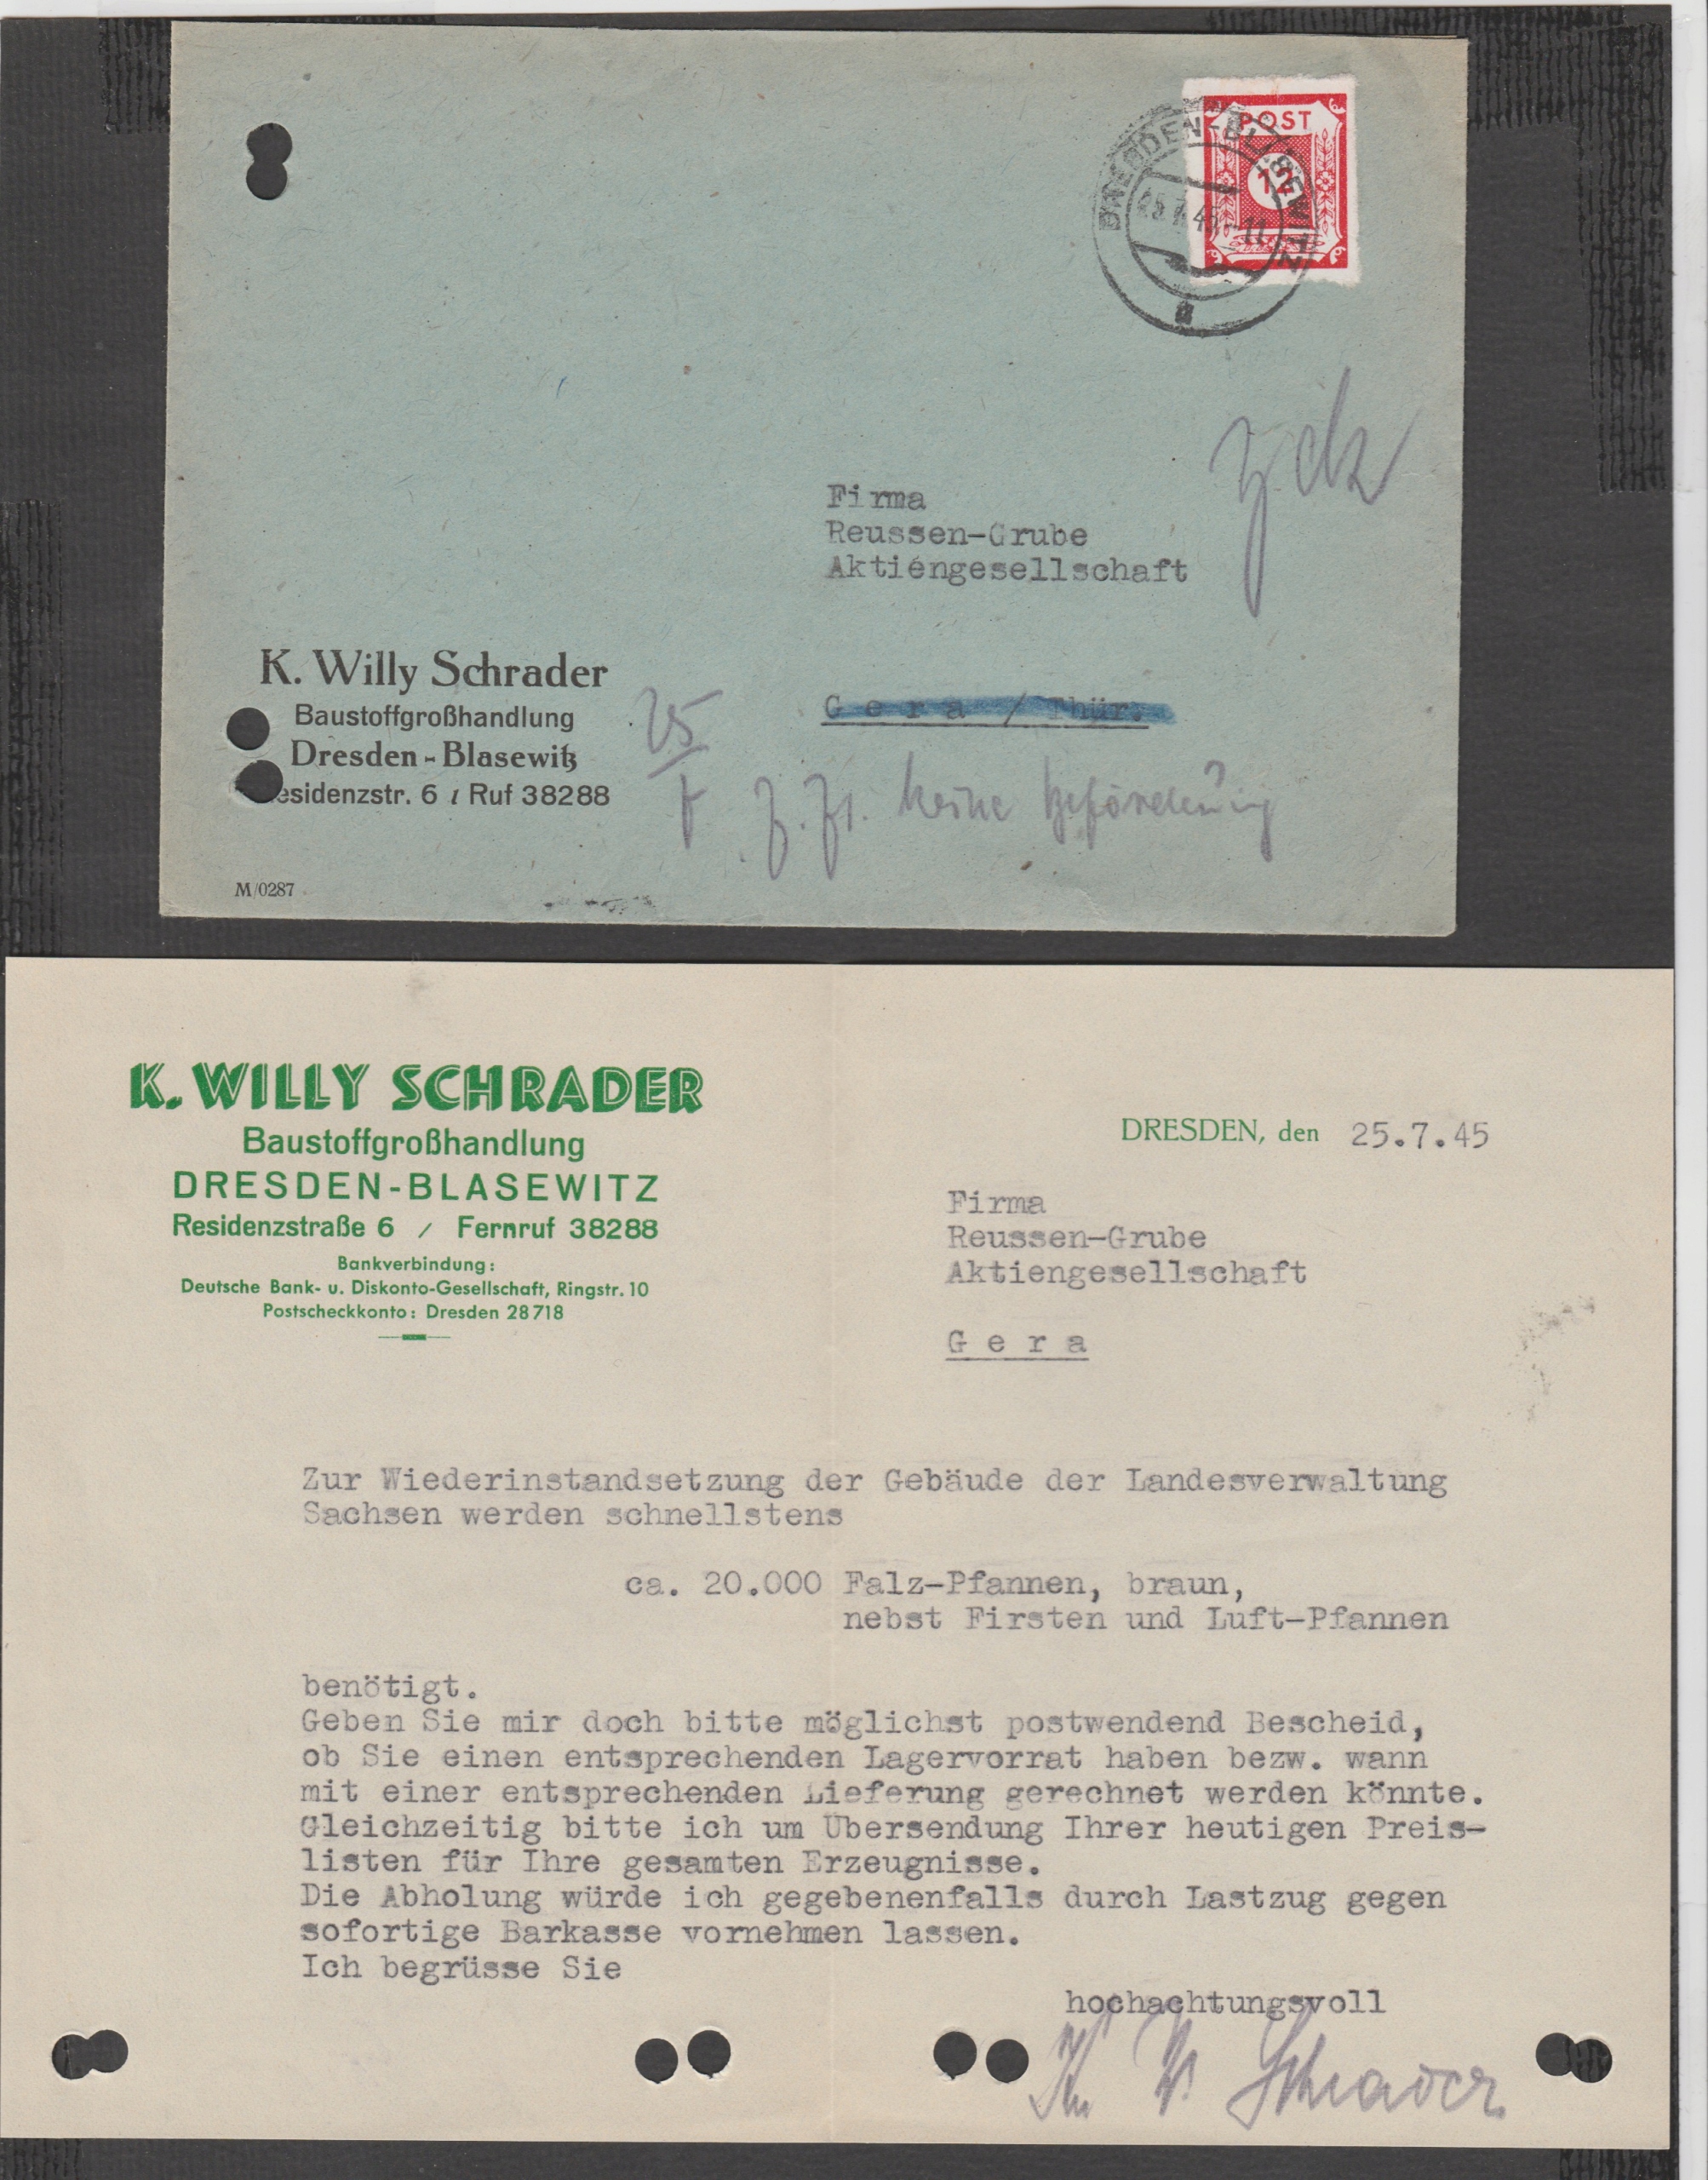 POST
12
DRESDEN-BLASEWITZ
Firma
Reussen-Grube
Aktiengesellschaft
Gera / Thür.
K. Willy Schrader
Baustoffgroßhandlung
Dresden-Blasewitz
esidenzstr. 6 Ruf 38288
25
z. Zt. keine Beförderung
M/0287
K. WILLY SCHRADER
Baustoffgroßhandlung
DRESDEN-BLASEWITZ
Residenzstraße 6 / Fernruf 38288
Bankverbindung:
Deutsche Bank- u. Diskonto-Gesellschaft, Ringstr. 10
Postscheckkonto: Dresden 28718
DRESDEN, den 25.7.45
Firma
Reussen-Grube
Aktiengesellschaft
Gera
Zur Wiederinstandsetzung der Gebäude der Landesverwaltung
Sachsen werden schnellstens
ca. 20.000 Falz-Pfannen, braun,
nebst Firsten und Luft-Pfannen
benötigt.
Geben Sie mir doch bitte möglichst postwendend Bescheid,
ob Sie einen entsprechenden Lagervorrat haben bezw. wann
mit einer entsprechenden Lieferung gerechnet werden könnte.
Gleichzeitig bitte ich um Übersendung Ihrer heutigen Preis-
listen für Ihre gesamten Erzeugnisse.
Die Abholung würde ich gegebenenfalls durch Lastzug gegen
sofortige Barkasse vornehmen lassen.
Ich begrüsse Sie
hochachtungsvoll
Schrader